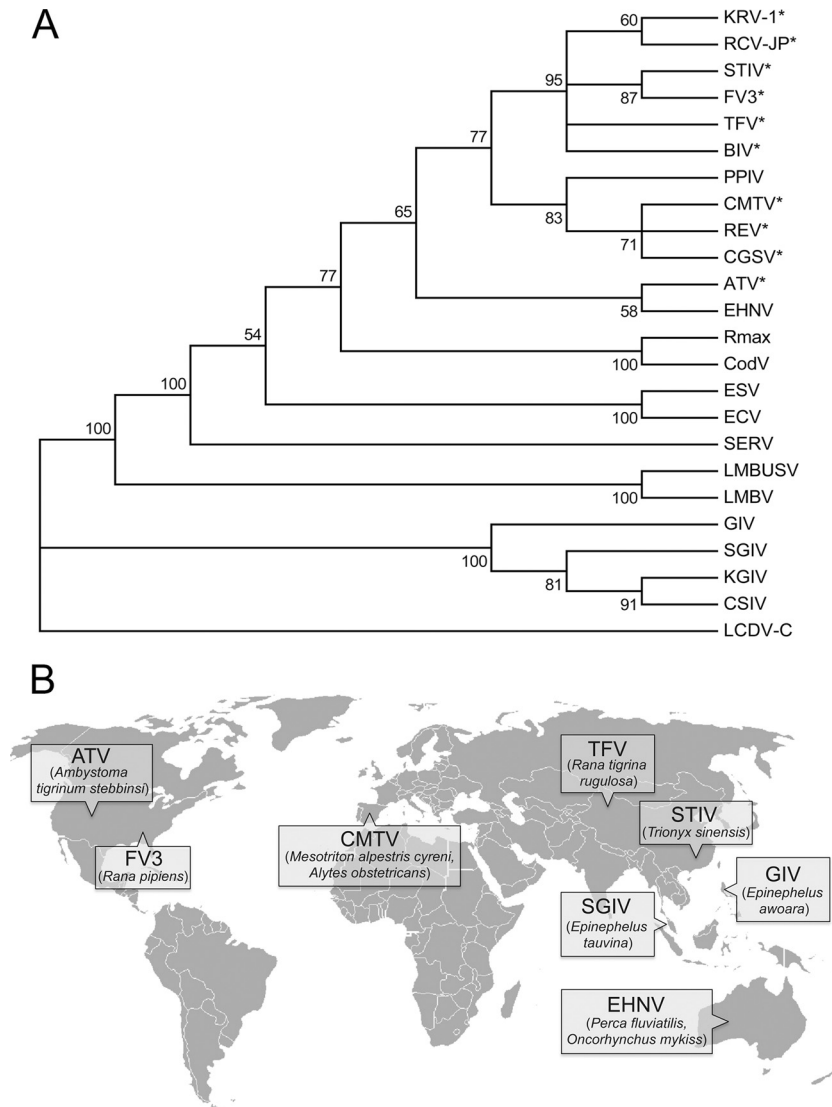 A
60
KRV-1*
RCV-JP*
95
STIV*
87
FV3*
TFV*
77
BIV*
PPIV
83
CMTV*
65
REV*
71
CGSV*
ATV*
77
58
EHNV
Rmax
54
100
CodV
ESV
100
100
ECV
100
SERV
LMBUSV
100
LMBV
GIV
100
SGIV
81
KGIV
91
CSIV
LCDV-C
B
ATV
(Ambystoma
tigrinum stebbinsi)
FV3
(Rana pipiens)
CMTV
(Mesotriton alpestris cyreni,
Alytes obstetricans)
TFV
(Rana tigrina
rugulosa)
STIV
(Trionyx sinensis)
GIV
(Epinephelus
awoara)
SGIV
(Epinephelus
tauvina)
EHNV
(Perca fluviatilis,
Oncorhynchus mykiss)